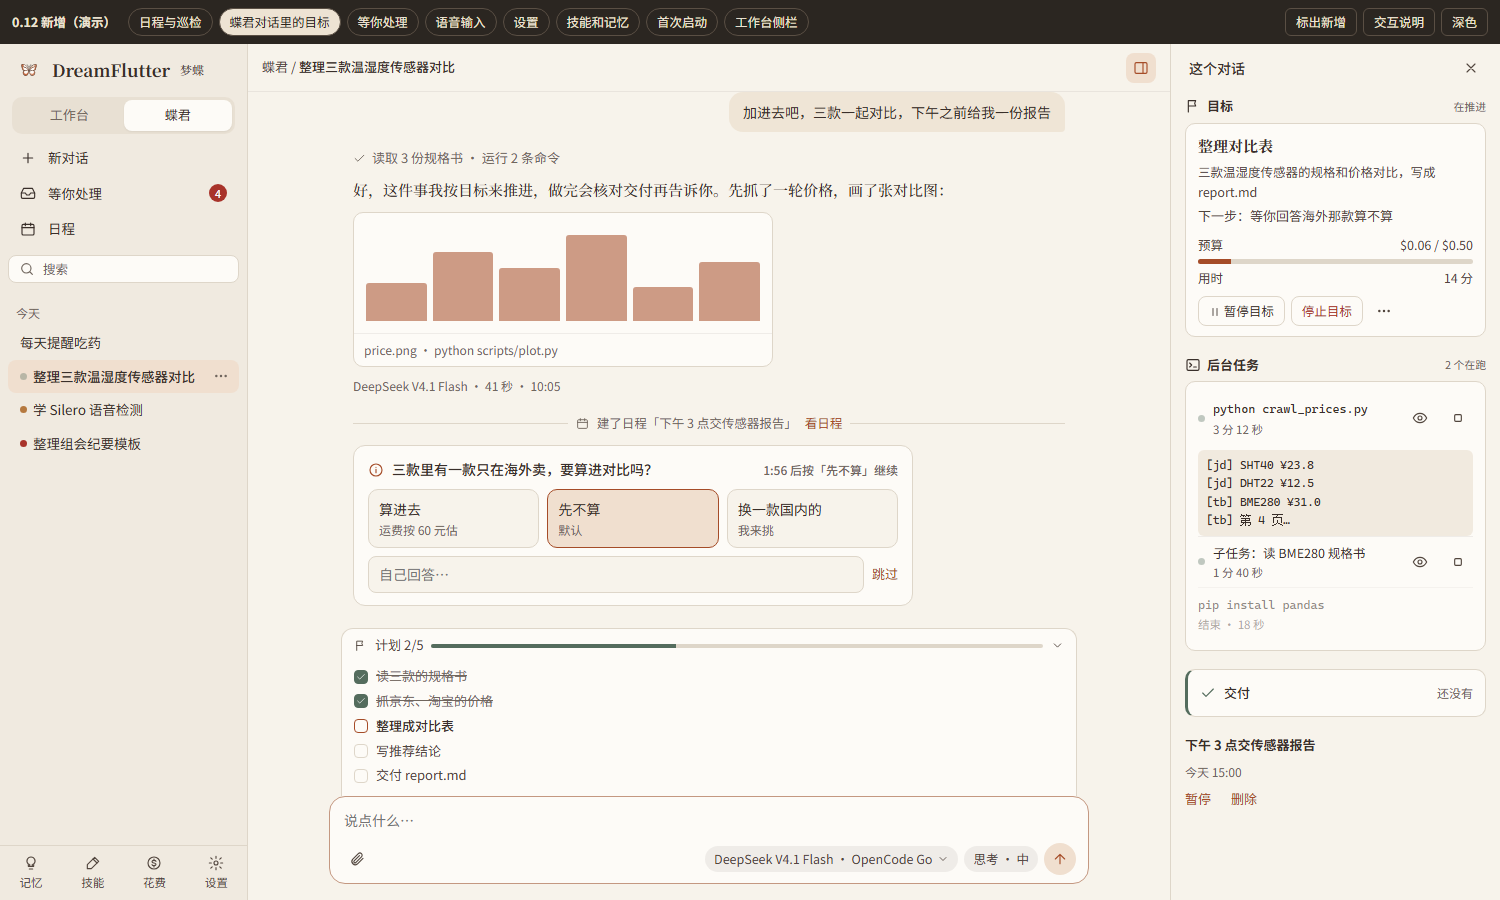 0.12 新增（演示）
日程与巡检
蝶君对话里的目标
等你处理
语音输入
设置
技能和记忆
首次启动
工作台侧栏
标出新增
交互说明
深色
DreamFlutter 梦蝶
工作台
蝶君
新对话
等你处理
4
日程
搜索
今天
每天提醒吃药
整理三款温湿度传感器对比
学 Silero 语音检测
整理组会纪要模板
记忆
技能
花费
设置
蝶君 / 整理三款温湿度传感器对比
加进去吧，三款一起对比，下午之前给我一份报告
读取 3 份规格书 · 运行 2 条命令
好，这件事我按目标来推进，做完会核对交付再告诉你。先抓了一轮价格，画了张对比图：
price.png · python scripts/plot.py
DeepSeek V4.1 Flash · 41 秒 · 10:05
建了日程「下午 3 点交传感器报告」 看日程
三款里有一款只在海外卖，要算进对比吗？
1:56 后按「先不算」继续
算进去
运费按 60 元估
先不算
默认
换一款国内的
我来挑
自己回答…
跳过
计划 2/5
读三款的规格书
抓京东、淘宝的价格
整理成对比表
写推荐结论
交付 report.md
说点什么…
DeepSeek V4.1 Flash · OpenCode Go
思考 · 中
这个对话
目标
在推进
整理对比表
三款温湿度传感器的规格和价格对比，写成
report.md
下一步：等你回答海外那款算不算
预算
$0.06 / $0.50
用时
14 分
暂停目标
停止目标
后台任务
2 个在跑
python crawl_prices.py
3 分 12 秒
[jd] SHT40 ¥23.8
[jd] DHT22 ¥12.5
[tb] BME280 ¥31.0
[tb] 第 4 页…
子任务：读 BME280 规格书
1 分 40 秒
pip install pandas
结束 · 18 秒
交付
还没有
下午 3 点交传感器报告
今天 15:00
暂停
删除